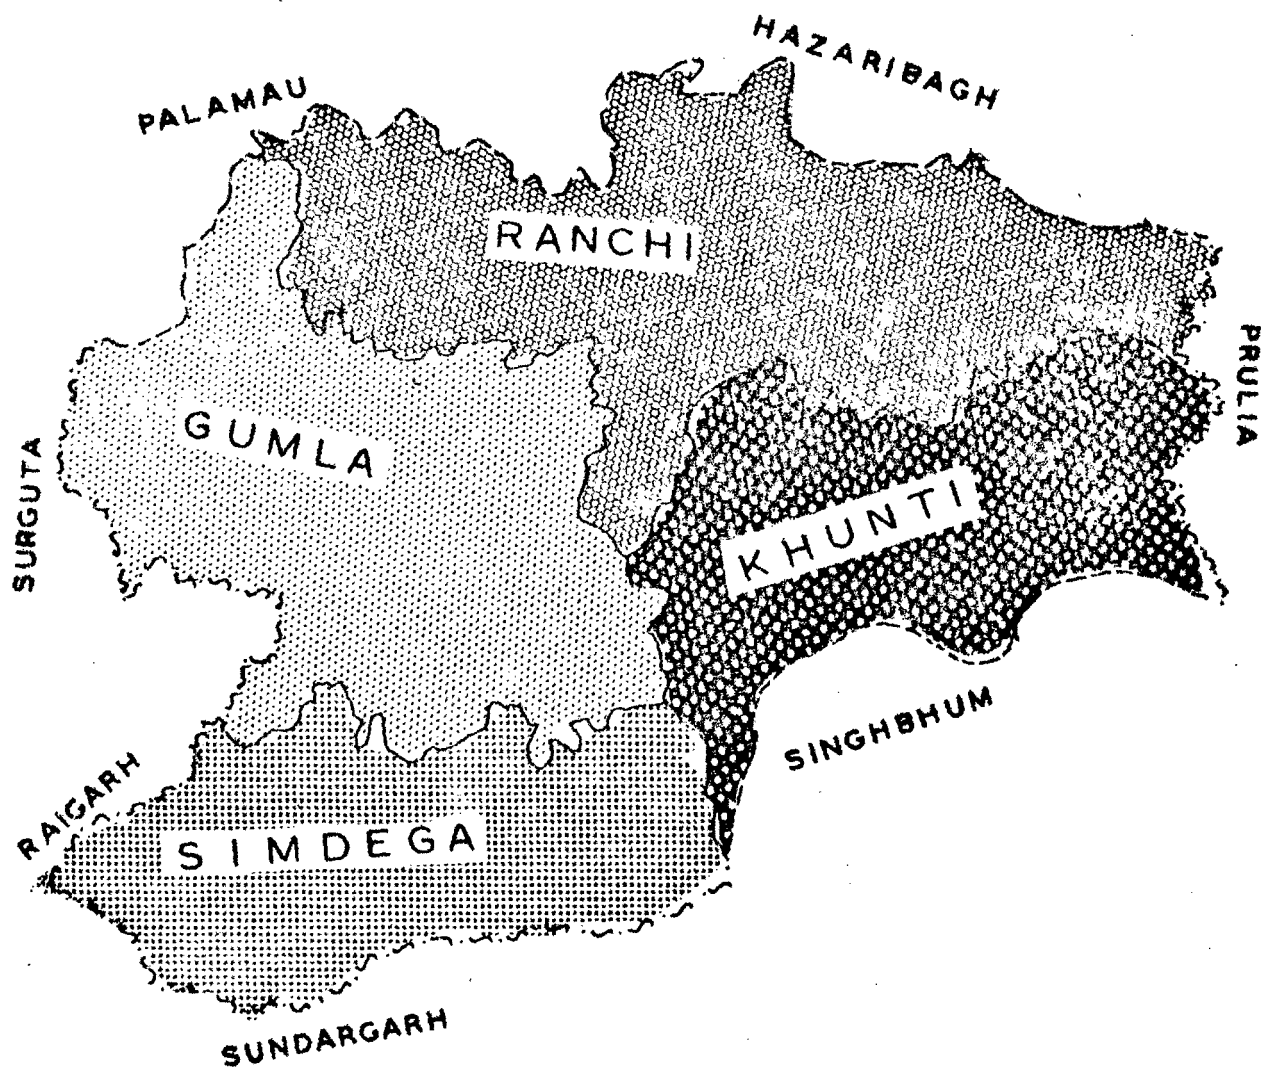 HAZARIBAGH
PALAMAU
RANCHI
PRULIA
GUMLA
SURGUTA
KHUNTI
SINGHBHUM
RAIGARH
SIMDEGA
SUNDARGARH